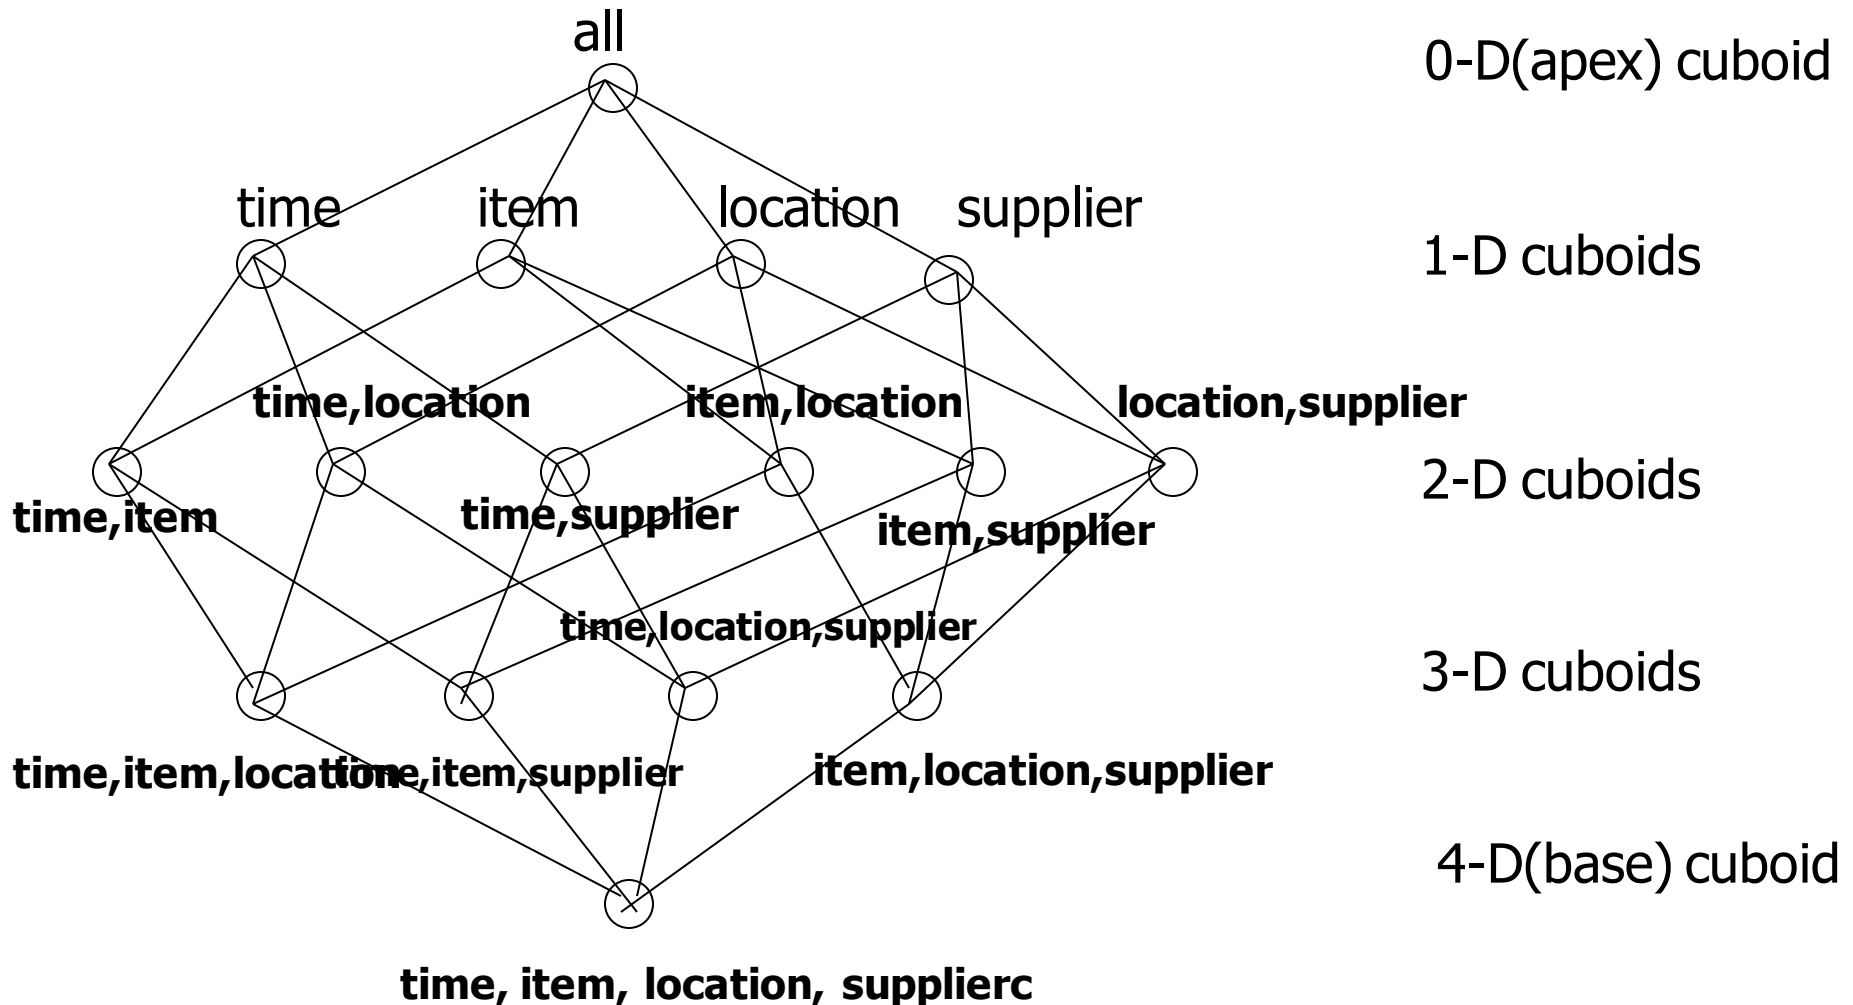 all
0-D(apex) cuboid
time item location supplier
1-D cuboids
time,location item,location location,supplier
2-D cuboids
time,item time,supplier item,supplier
time,location,supplier
3-D cuboids
time,item,location time,item,supplier item,location,supplier
4-D(base) cuboid
time, item, location, supplierc